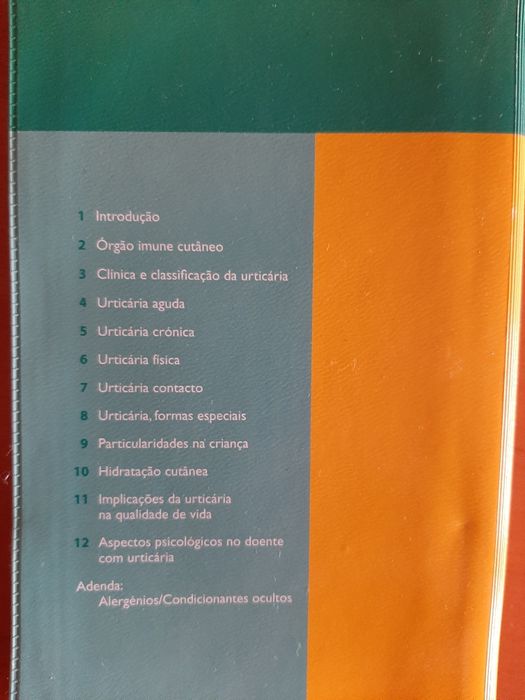 1 Introdução
2 Órgão imune cutâneo
3 Clínica e classificação da urticária
4 Urticária aguda
5 Urticária crónica
6 Urticária física
7 Urticária contacto
8 Urticária, formas especiais
9 Particularidades na criança
10 Hidratação cutânea
11 Implicações da urticária
na qualidade de vida
12 Aspectos psicológicos no doente
com urticária
Adenda:
Alergénios/Condicionantes ocultos